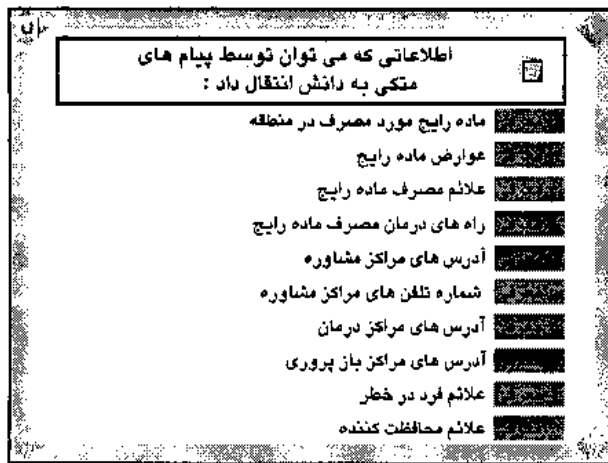 اطلاعاتی که می توان توسط پیام های
متکی به دانش انتقال داد :
ماده رایج مورد مصرف در منطقه
عوارض ماده رایج
علائم مصرف ماده رایج
راه های درمان مصرف ماده رایج
آدرس های مراکز مشاوره
شماره تلفن های مراکز مشاوره
آدرس های مراکز درمان
آدرس های مراکز باز پروری
علائم فرد در خطر
علائم محافظت کننده